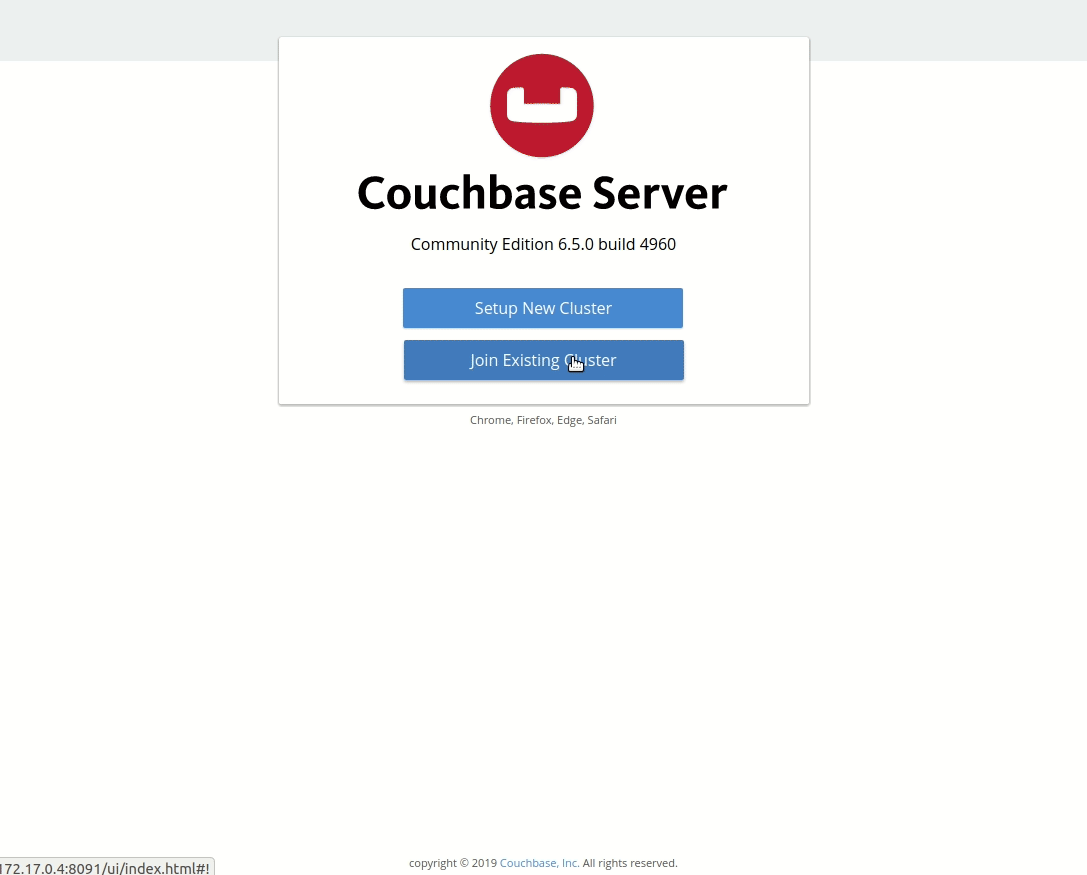 Couchbase Server
Community Edition 6.5.0 build 4960
Setup New Cluster
Join Existing Cluster
Chrome, Firefox, Edge, Safari
copyright © 2019 Couchbase, Inc. All rights reserved.
172.17.0.4:8091/ui/index.html#!